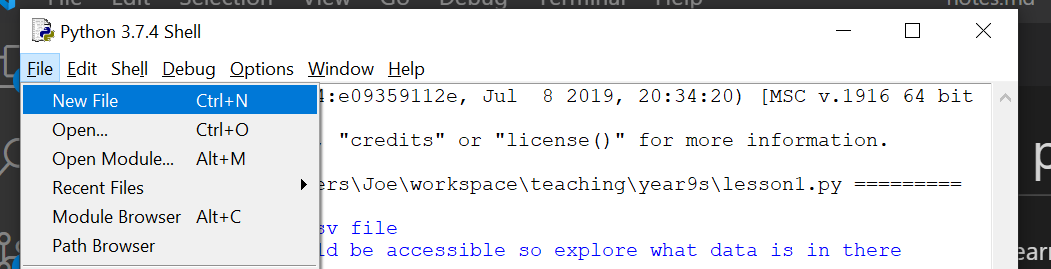 Edit Selection View Go Debug Terminal Help notes.md
Python 3.7.4 Shell
File Edit Shell Debug Options Window Help
New File Ctrl+N
Open... Ctrl+O
Open Module... Alt+M
Recent Files
Module Browser Alt+C
Path Browser
4:e09359112e, Jul 8 2019, 20:34:20) [MSC v.1916 64 bit
"credits" or "license()" for more information.
ers\Joe\workspace\teaching\year9s\lesson1.py =========
sv file
ld be accessible so explore what data is in there
p
earn